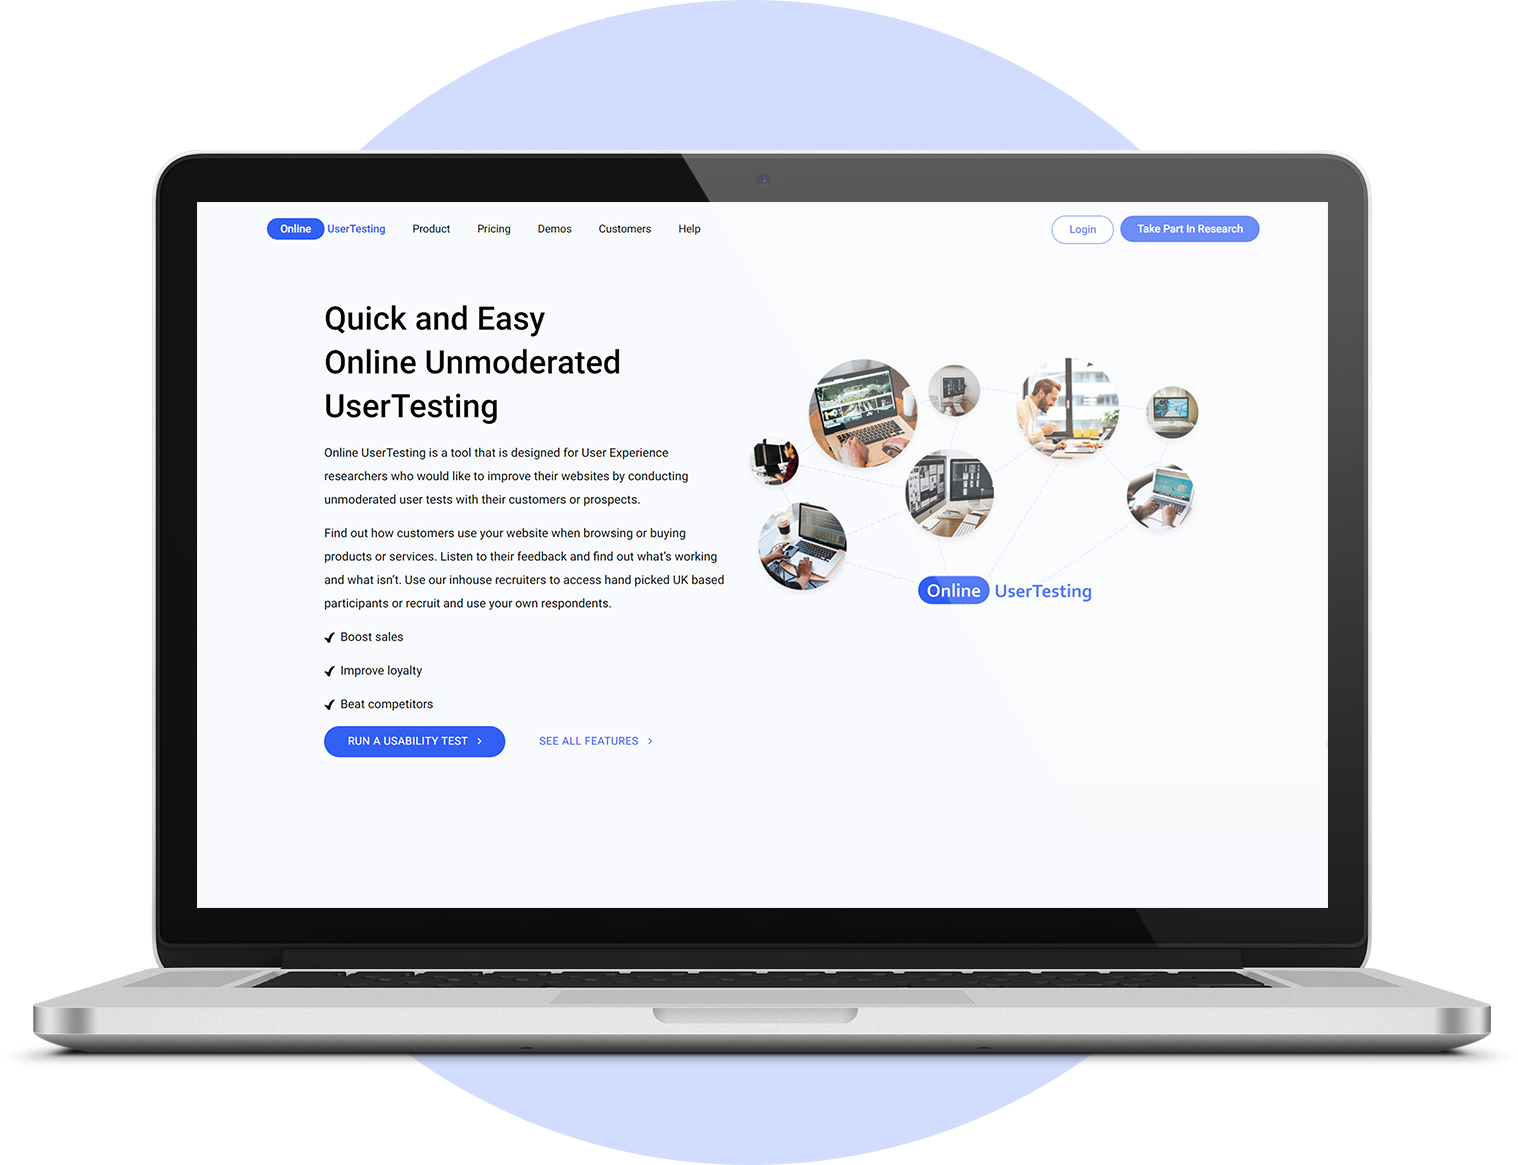 Online UserTesting Product Pricing Demos Customers Help Login Take Part In Research
Quick and Easy
Online Unmoderated
UserTesting
Online UserTesting is a tool that is designed for User Experience
researchers who would like to improve their websites by conducting
unmoderated user tests with their customers or prospects.
Find out how customers use your website when browsing or buying
products or services. Listen to their feedback and find out what's working
and what isn't. Use our inhouse recruiters to access hand picked UK based
participants or recruit and use your own respondents.
Boost sales
Improve loyalty
Beat competitors
RUN A USABILITY TEST > SEE ALL FEATURES >
Online UserTesting